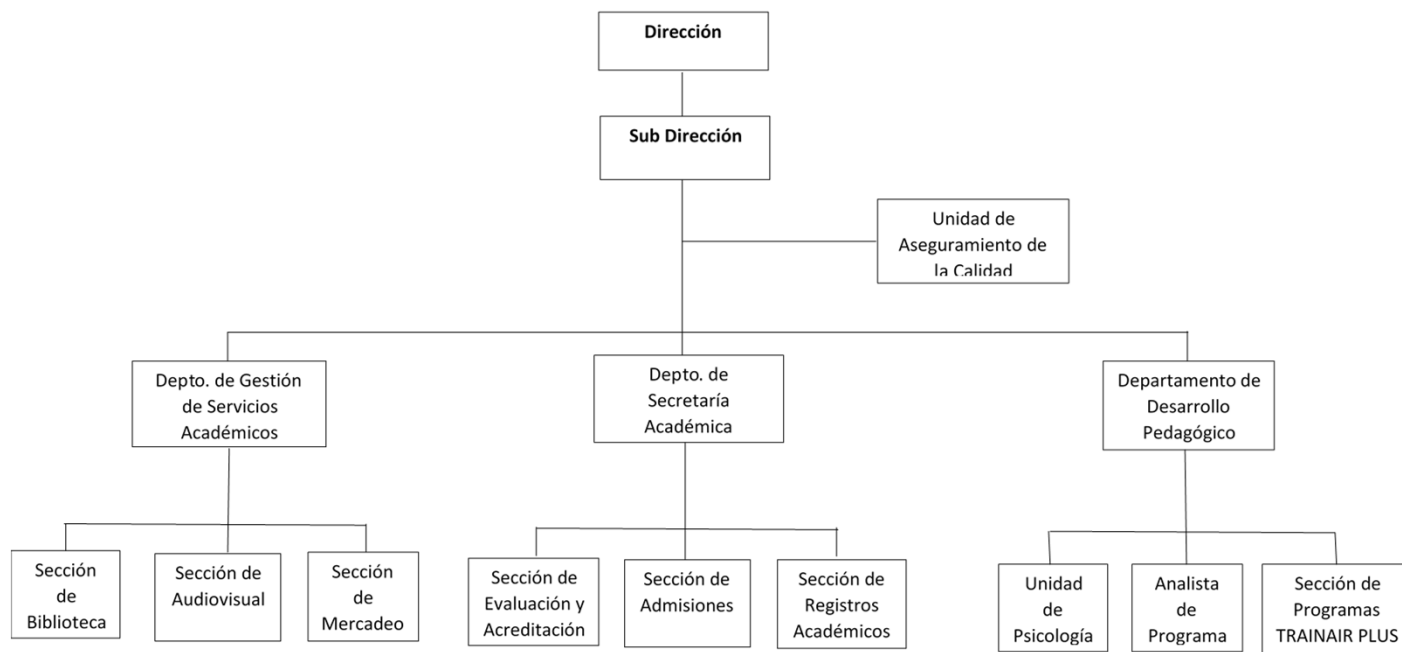 Dirección
Sub Dirección
Unidad de
Aseguramiento de
la Calidad
Depto. de Gestión
de Servicios
Académicos
Depto. de
Secretaría
Académica
Departamento de
Desarrollo
Pedagógico
Sección
de
Biblioteca
Sección de
Audiovisual
Sección
de
Mercadeo
Sección de
Evaluación y
Acreditación
Sección de
Admisiones
Sección de
Registros
Académicos
Unidad
de
Psicología
Analista
de
Programa
Sección de
Programas
TRAINAIR PLUS